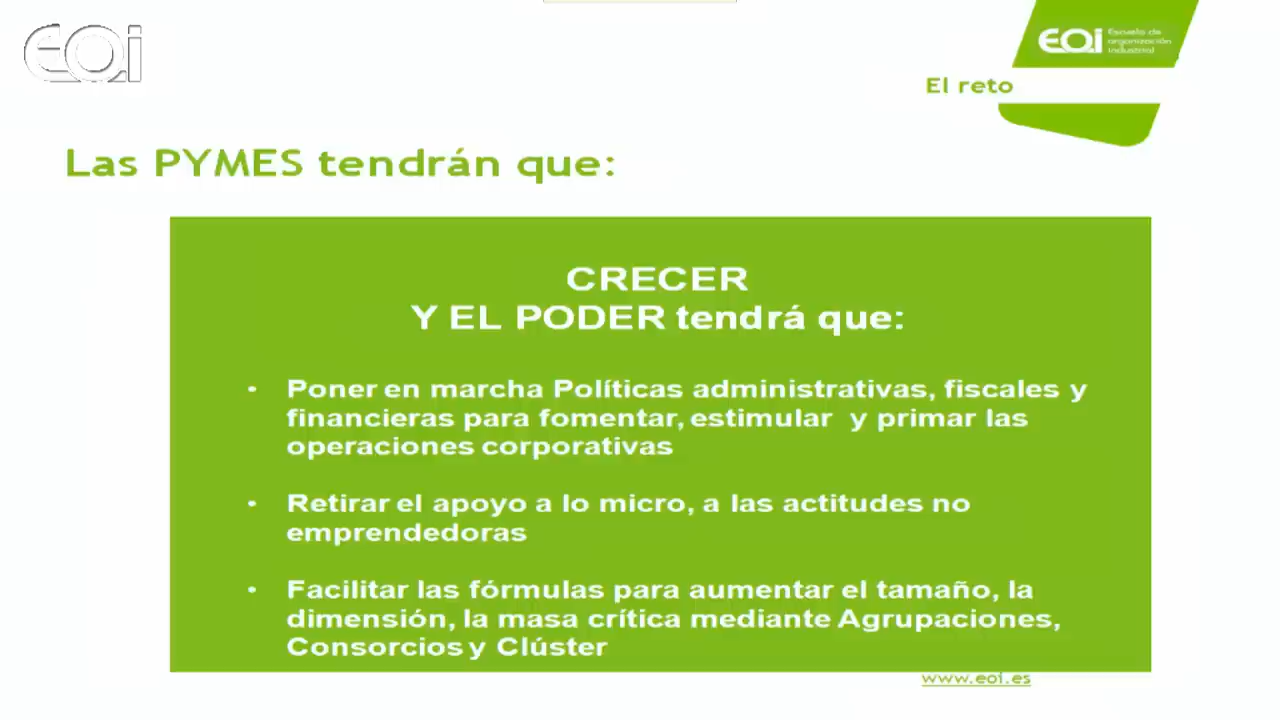 EOi
EOi Escuela de
organización
industrial
El reto
Las PYMES tendrán que:
CRECER
Y EL PODER tendrá que:
• Poner en marcha Políticas administrativas, fiscales y
financieras para fomentar, estimular y primar las
operaciones corporativas
• Retirar el apoyo a lo micro, a las actitudes no
emprendedoras
• Facilitar las fórmulas para aumentar el tamaño, la
dimensión, la masa crítica mediante Agrupaciones,
Consorcios y Clúster
www.eoi.es